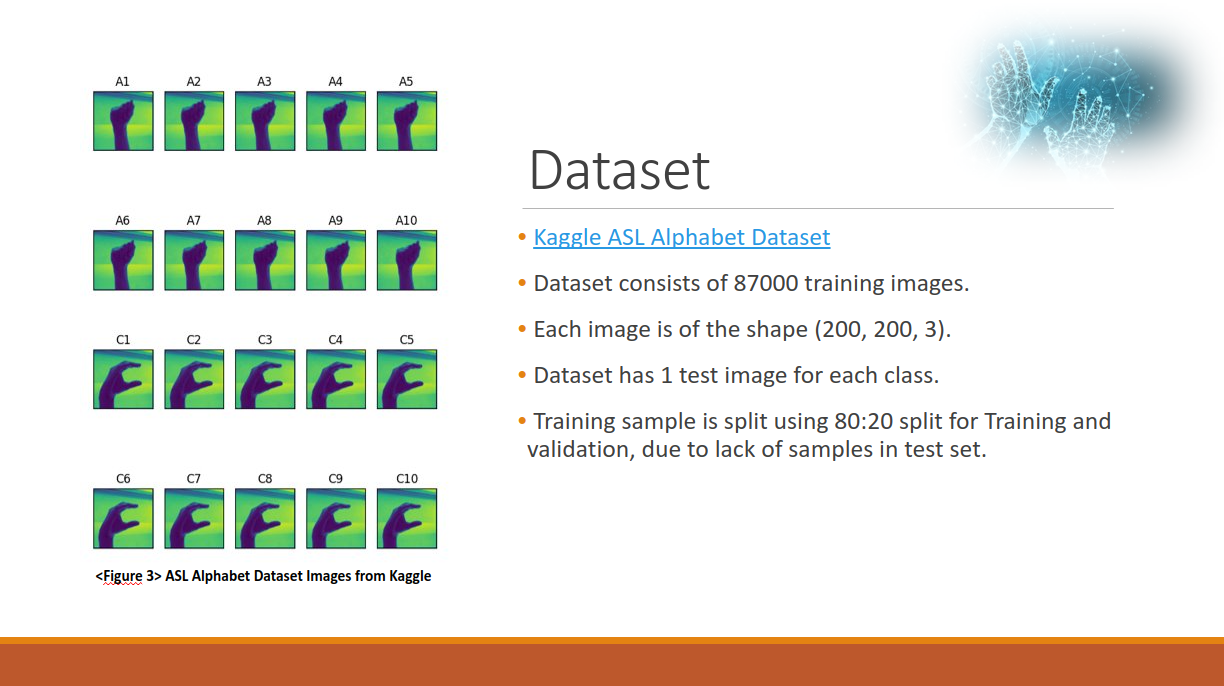 A1 A2 A3 A4 A5
A6 A7 A8 A9 A10
C1 C2 C3 C4 C5
C6 C7 C8 C9 C10
<Figure 3> ASL Alphabet Dataset Images from Kaggle
Dataset
• Kaggle ASL Alphabet Dataset
• Dataset consists of 87000 training images.
• Each image is of the shape (200, 200, 3).
• Dataset has 1 test image for each class.
• Training sample is split using 80:20 split for Training and
validation, due to lack of samples in test set.